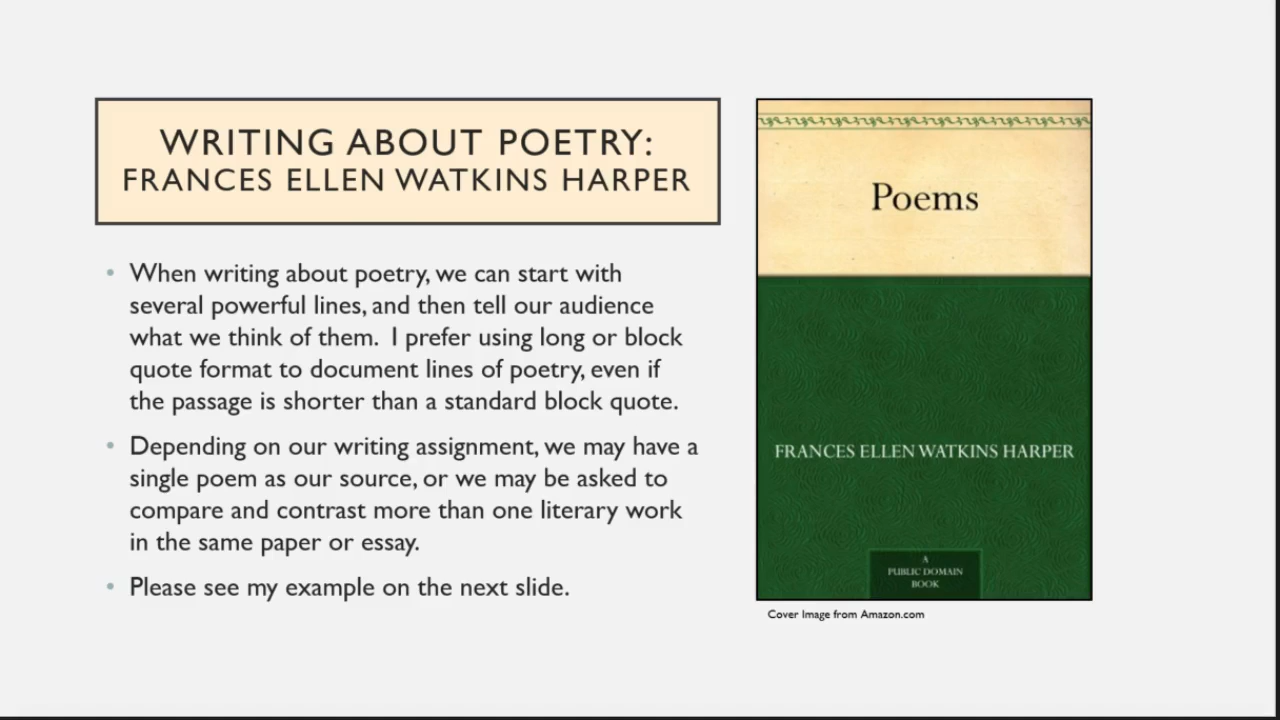 WRITING ABOUT POETRY:
FRANCES ELLEN WATKINS HARPER
• When writing about poetry, we can start with
several powerful lines, and then tell our audience
what we think of them.  I prefer using long or block
quote format to document lines of poetry, even if
the passage is shorter than a standard block quote.
• Depending on our writing assignment, we may have a
single poem as our source, or we may be asked to
compare and contrast more than one literary work
in the same paper or essay.
• Please see my example on the next slide.
Poems
FRANCES ELLEN WATKINS HARPER
A
PUBLIC DOMAIN
BOOK
Cover Image from Amazon.com